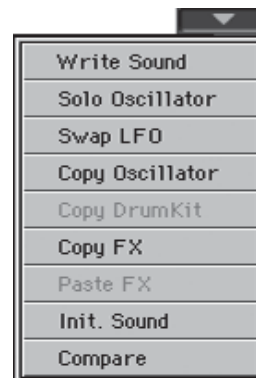 Write Sound
Solo Oscillator
Swap LFO
Copy Oscillator
Copy DrumKit
Copy FX
Paste FX
Init. Sound
Compare